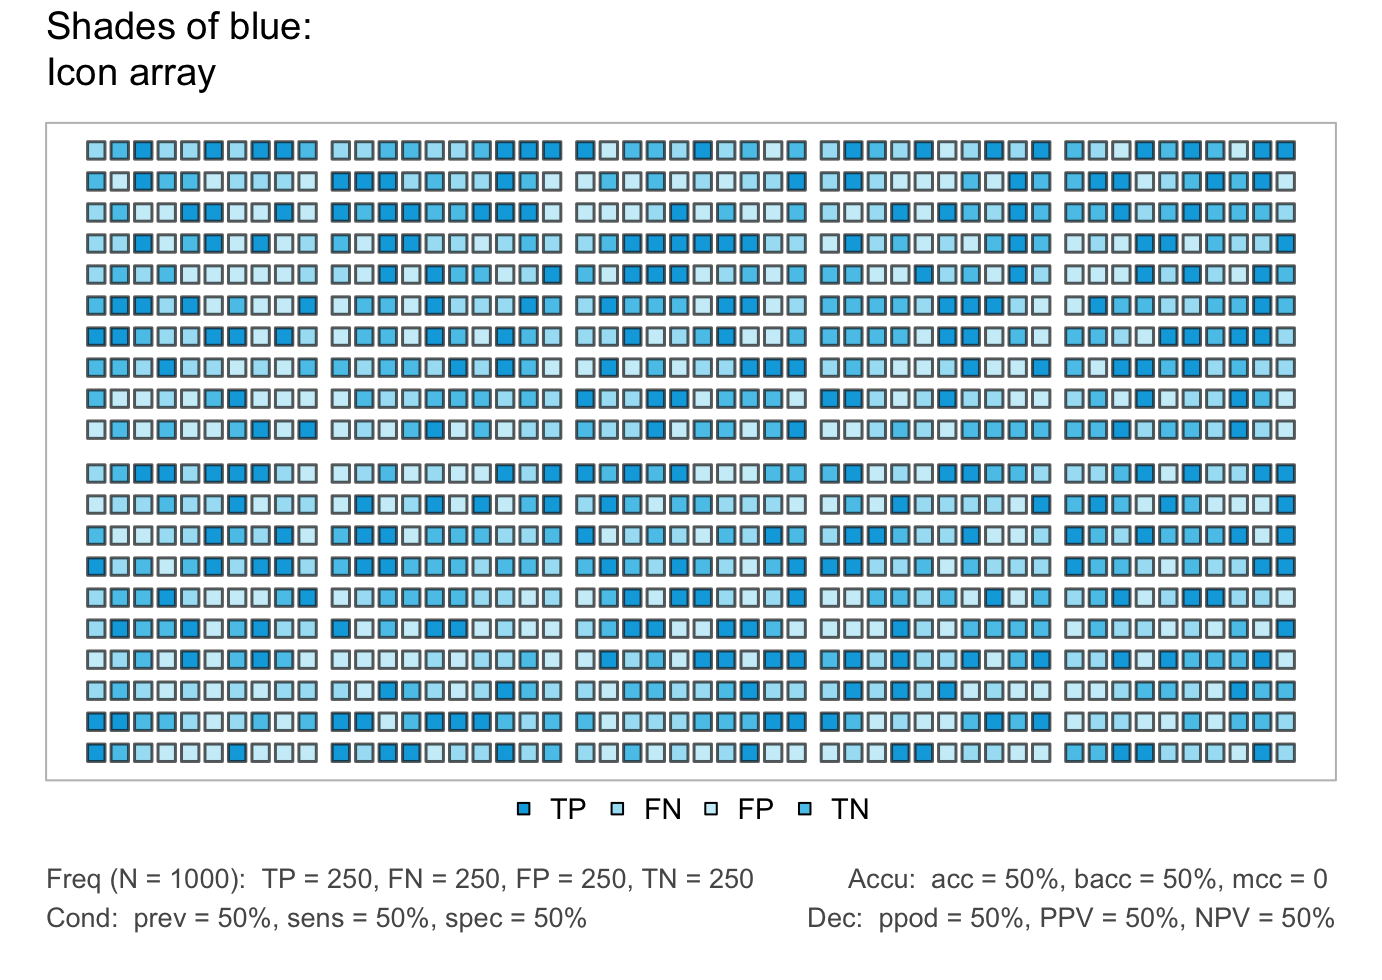 Shades of blue:
Icon array
TP FN FP TN
Freq (N = 1000):  TP = 250, FN = 250, FP = 250, TN = 250
Accu:  acc = 50%, bacc = 50%, mcc = 0
Cond:  prev = 50%, sens = 50%, spec = 50%
Dec:  ppod = 50%, PPV = 50%, NPV = 50%